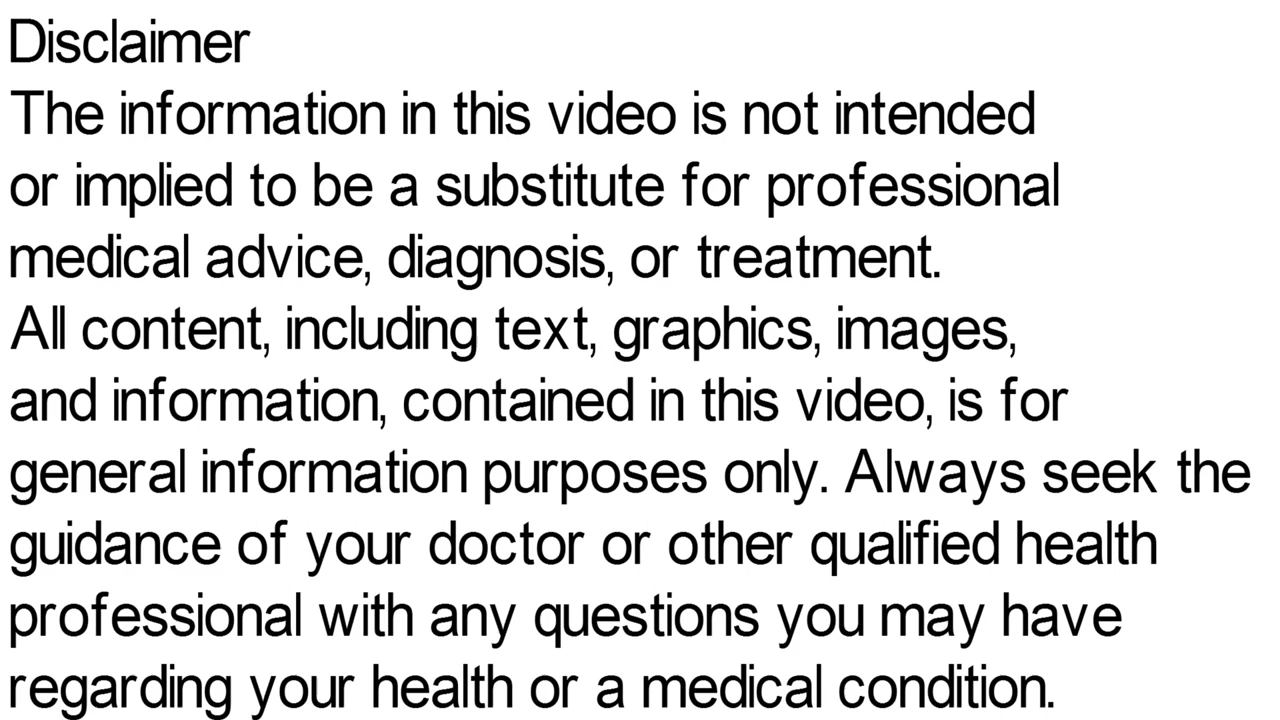 Disclaimer
The information in this video is not intended
or implied to be a substitute for professional
medical advice, diagnosis, or treatment.
All content, including text, graphics, images,
and information, contained in this video, is for
general information purposes only. Always seek the
guidance of your doctor or other qualified health
professional with any questions you may have
regarding your health or a medical condition.